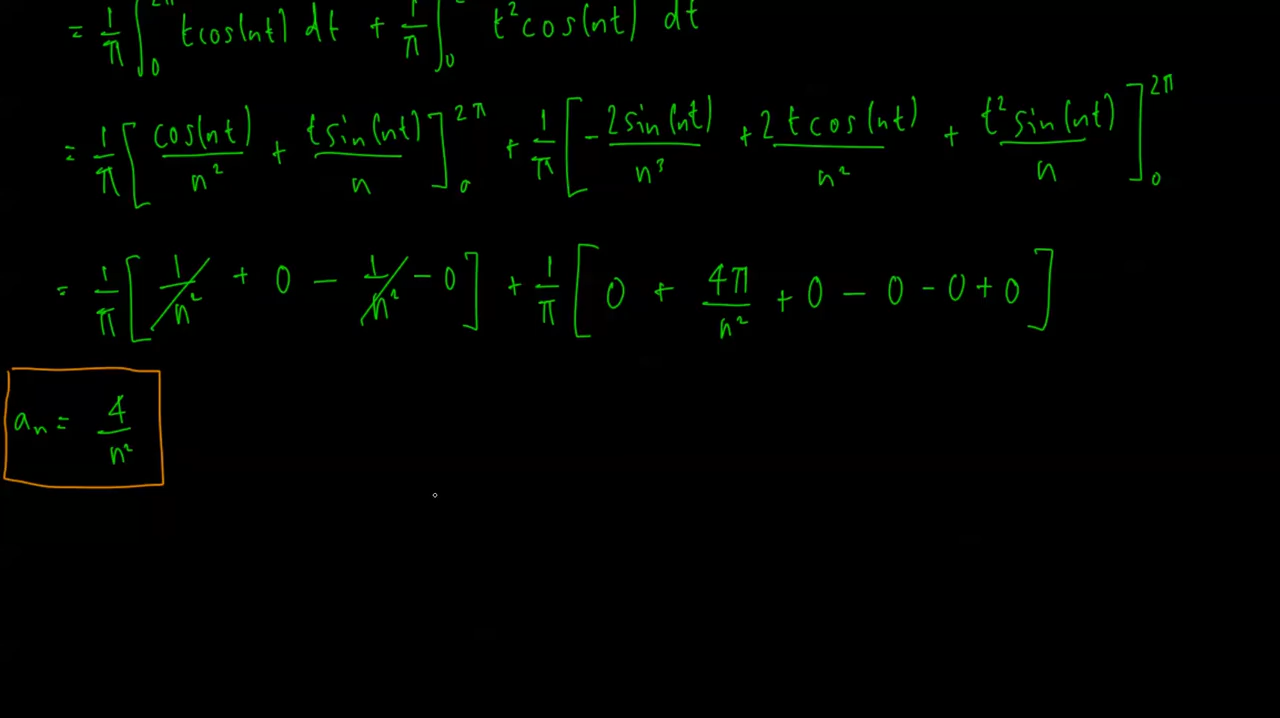 = 1/π ∫₀^2π t cos(nt) dt + 1/π ∫₀ t² cos(nt) dt
= 1/π [ cos(nt)/n² + t sin(nt)/n ]₀^2π + 1/π [ - 2 sin(nt)/n³ + 2 t cos(nt)/n² + t² sin(nt)/n ]₀^2π
= 1/π [ 1/n² + 0 - 1/n² - 0 ] + 1/π [ 0 + 4π/n² + 0 - 0 - 0 + 0 ]
aₙ = 4/n²